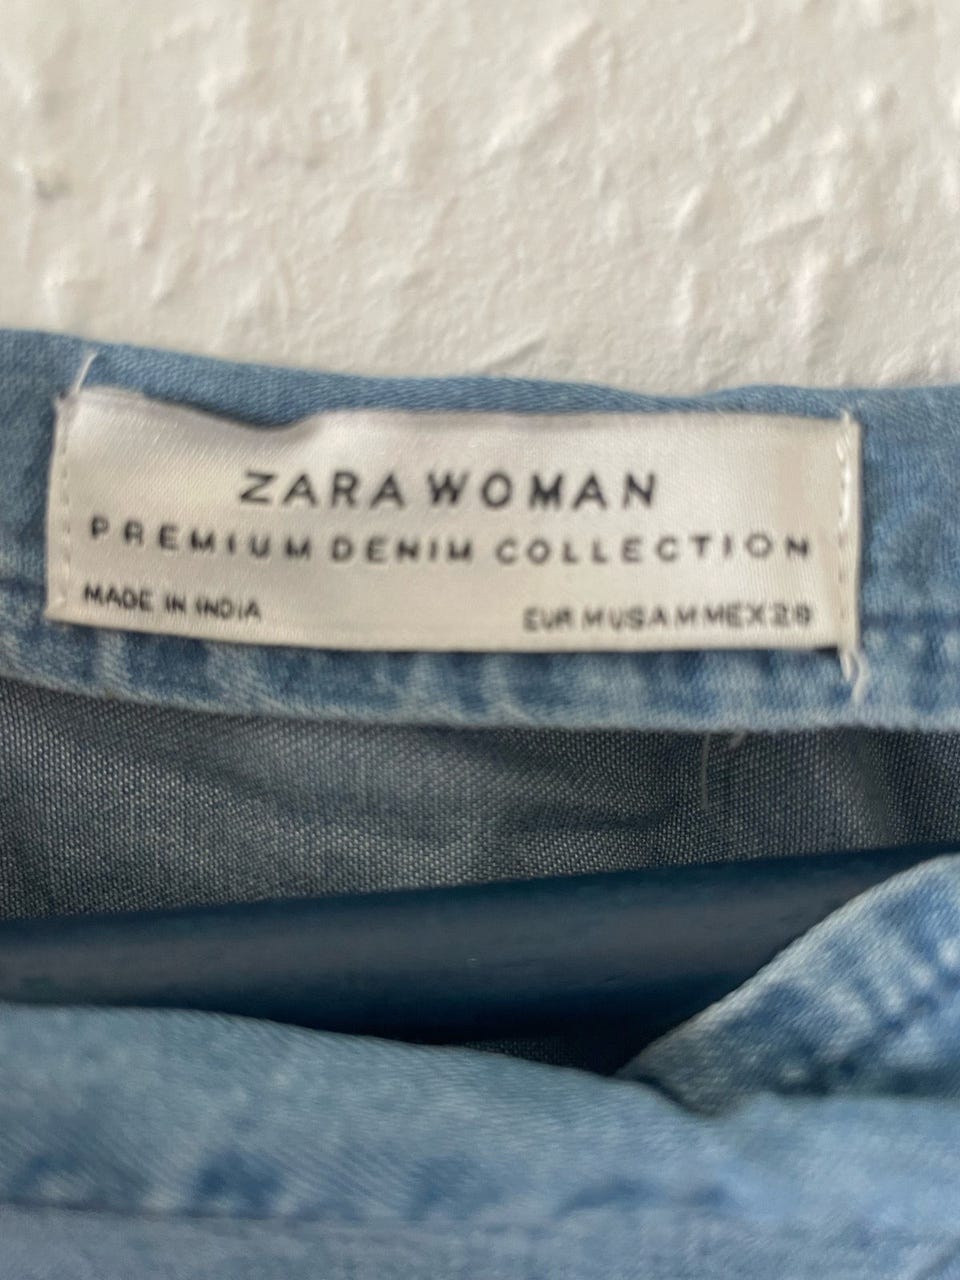 ZARA WOMAN
PREMIUM DENIM COLLECTION
MADE IN INDIA
EUR M USA M MEX 28